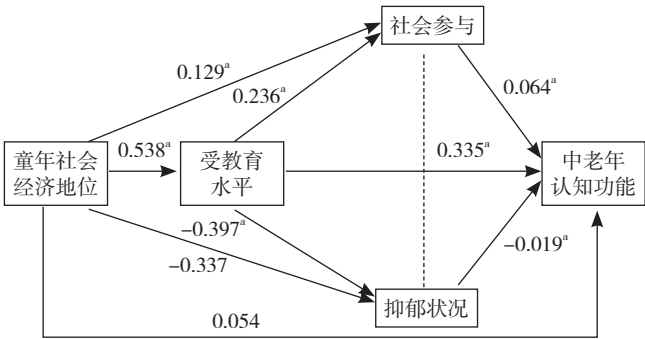 社会参与
0.129ᵃ
0.236ᵃ
0.064ᵃ
童年社会
经济地位
0.538ᵃ
受教育
水平
0.335ᵃ
中老年
认知功能
−0.397ᵃ
−0.337
−0.019ᵃ
抑郁状况
0.054